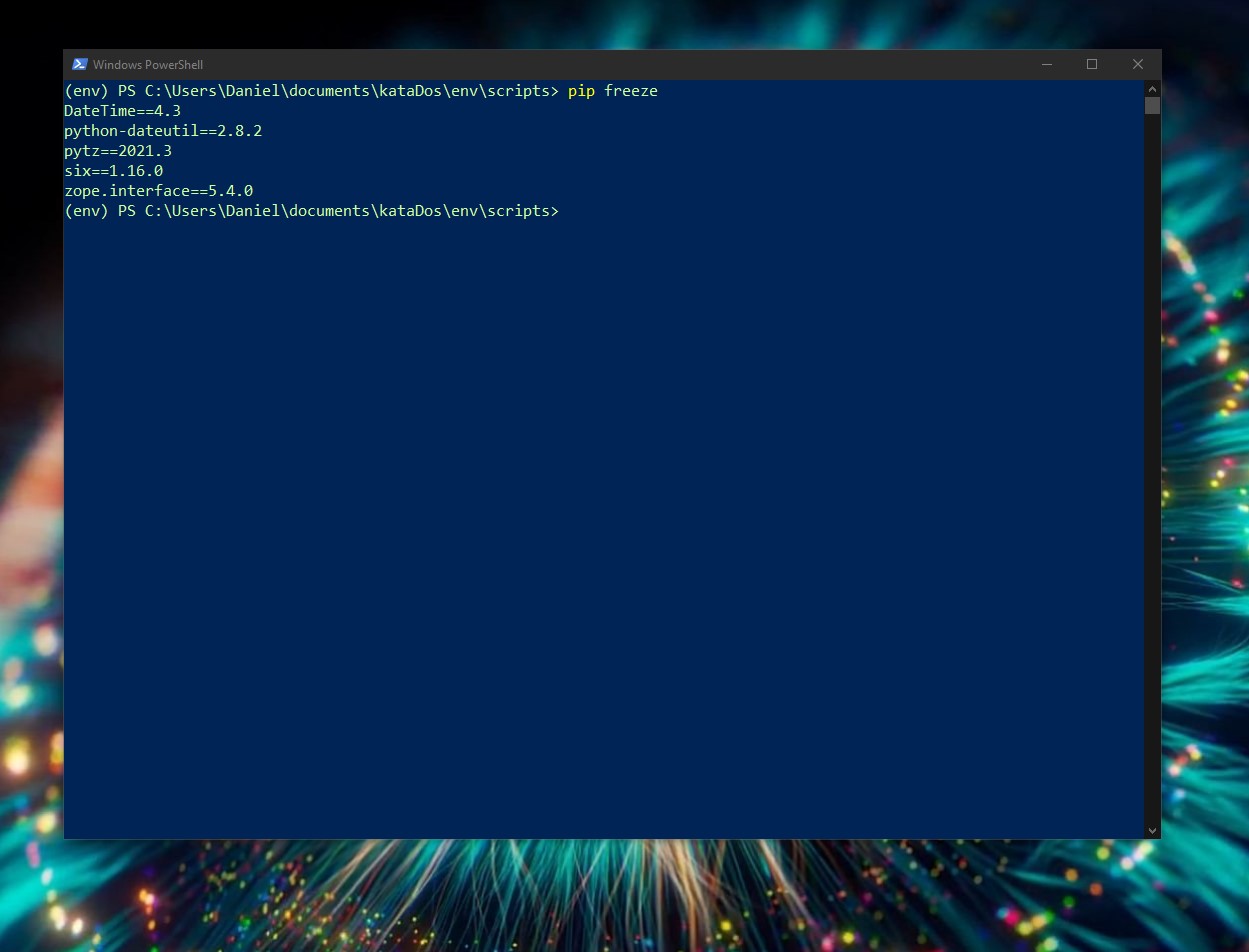 Windows PowerShell
(env) PS C:\Users\Daniel\documents\kataDos\env\scripts> pip freeze
DateTime==4.3
python-dateutil==2.8.2
pytz==2021.3
six==1.16.0
zope.interface==5.4.0
(env) PS C:\Users\Daniel\documents\kataDos\env\scripts>